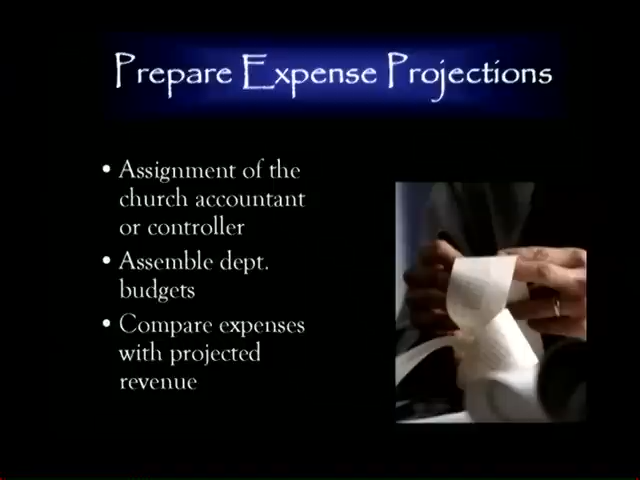 Prepare Expense Projections
• Assignment of the
church accountant
or controller
• Assemble dept.
budgets
• Compare expenses
with projected
revenue